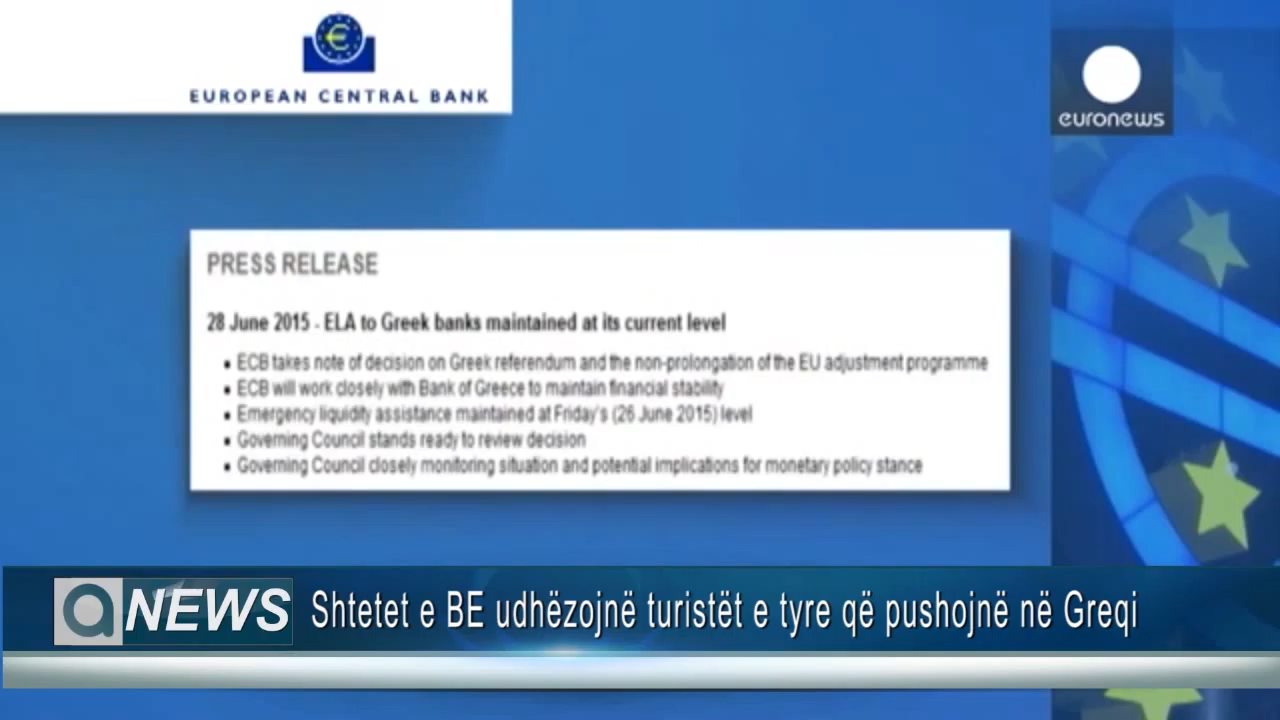 EUROPEAN CENTRAL BANK
euronews
PRESS RELEASE
28 June 2015 - ELA to Greek banks maintained at its current level
▪ ECB takes note of decision on Greek referendum and the non-prolongation of the EU adjustment programme
▪ ECB will work closely with Bank of Greece to maintain financial stability
▪ Emergency liquidity assistance maintained at Friday's (26 June 2015) level
▪ Governing Council stands ready to review decision
▪ Governing Council closely monitoring situation and potential implications for monetary policy stance
a NEWS Shtetet e BE udhëzojnë turistët e tyre që pushojnë në Greqi